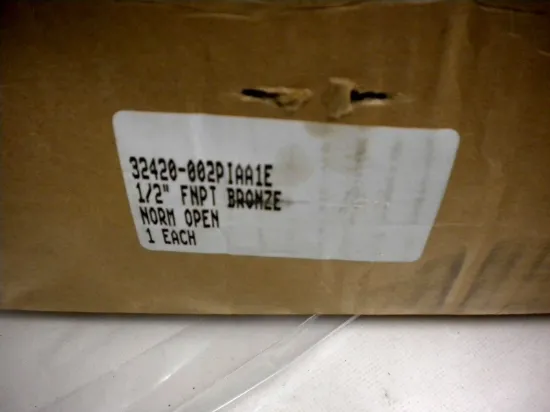 32420-002PIAA1E
1/2" FNPT BRONZE
NORM OPEN
1 EACH